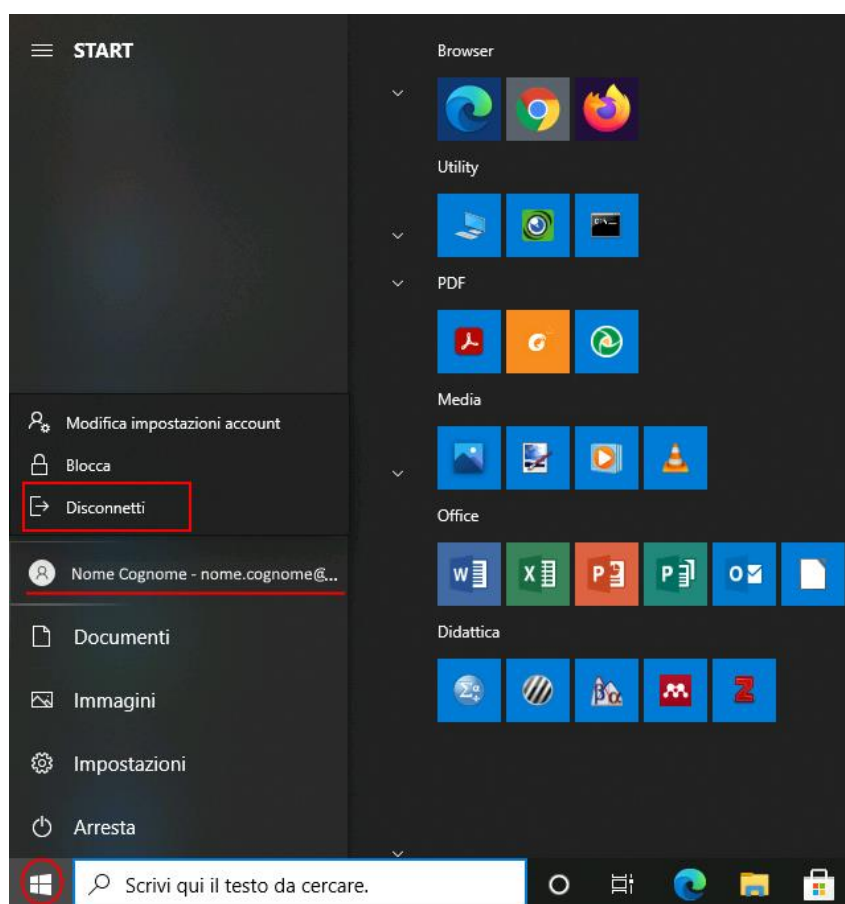 START
Browser
Utility
PDF
Media
Modifica impostazioni account
Blocca
Disconnetti
Office
Nome Cognome - nome.cognome@...
Documenti
Didattica
Immagini
Impostazioni
Arresta
Scrivi qui il testo da cercare.